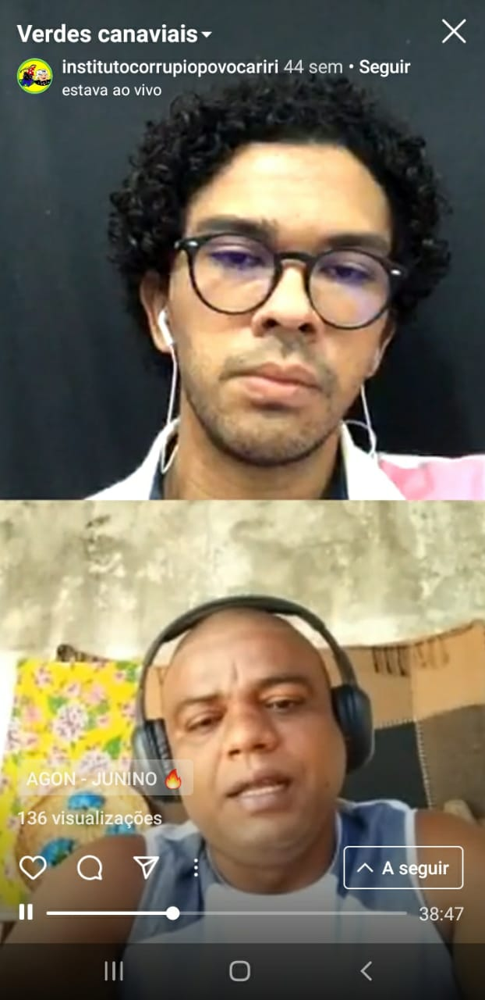 Verdes canaviais
institutocorrupiopovocariri 44 sem • Seguir
estava ao vivo
AGON - JUNINO 🔥
136 visualizações
A seguir
38:47